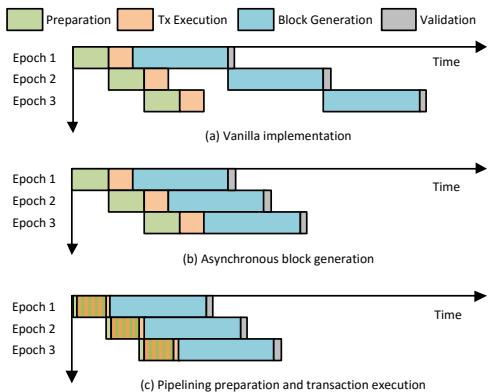 Preparation Tx Execution Block Generation Validation
Epoch 1
Time
Epoch 2
Epoch 3
(a) Vanilla implementation
Epoch 1
Time
Epoch 2
Epoch 3
(b) Asynchronous block generation
Epoch 1
Time
Epoch 2
Epoch 3
(c) Pipelining preparation and transaction execution